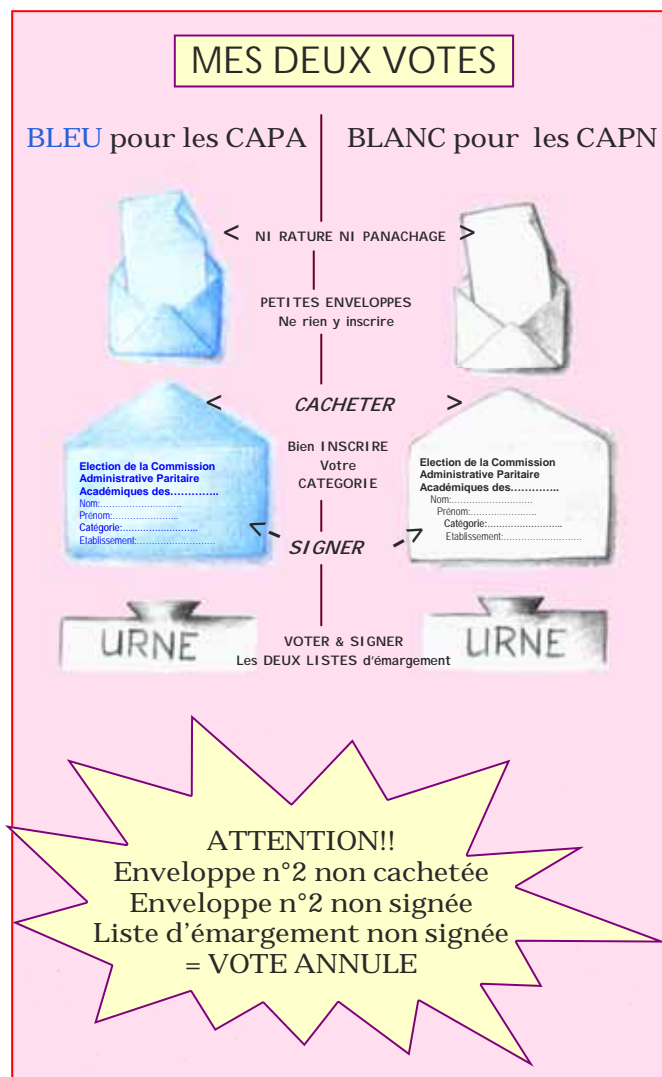 MES DEUX VOTES
BLEU pour les CAPA
BLANC pour les CAPN
< NI RATURE NI PANACHAGE >
PETITES ENVELOPPES
Ne rien y inscrire
< CACHETER >
Bien INSCRIRE
Votre
CATEGORIE
Election de la Commission
Administrative Paritaire
Académiques des…………..
Nom:………………………
Prénom:…………………..
Catégorie:…………………….
Etablissement:………………………
Election de la Commission
Administrative Paritaire
Académiques des…………..
Nom:………………………
Prénom:…………………..
Catégorie:…………………….
Etablissement:………………………
SIGNER
URNE
URNE
VOTER & SIGNER
Les DEUX LISTES d'émargement
ATTENTION!!
Enveloppe n°2 non cachetée
Enveloppe n°2 non signée
Liste d'émargement non signée
= VOTE ANNULE